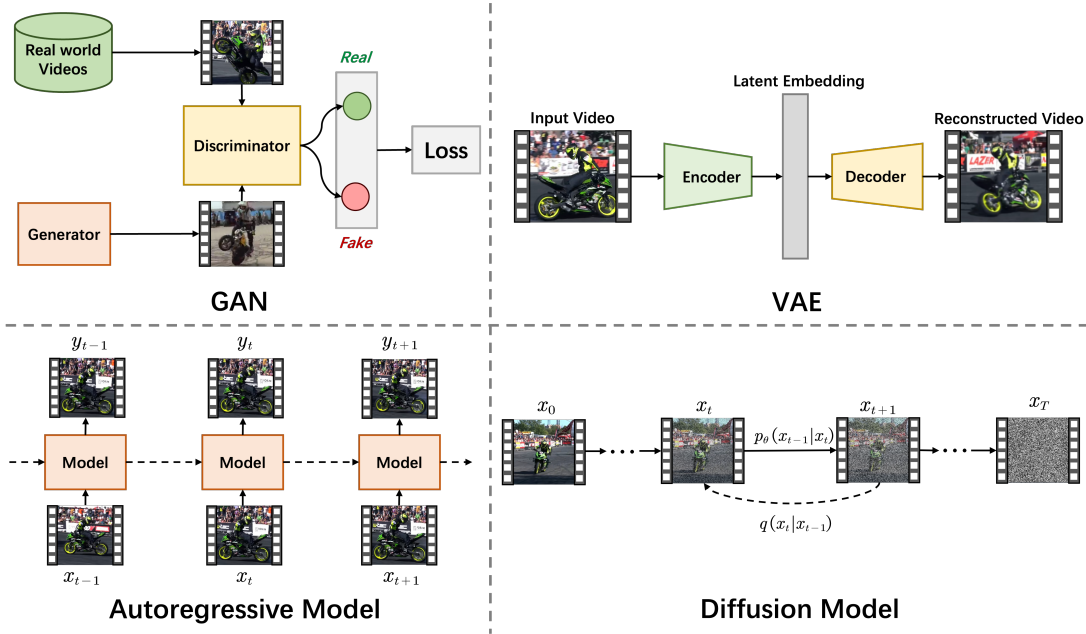 Real world
Videos
Real
Discriminator
Loss
Generator
Fake
GAN
Latent Embedding
Input Video
Reconstructed Video
Encoder
Decoder
LAZER
VAE
y_{t-1}
y_t
y_{t+1}
Model
Model
Model
x_{t-1}
x_t
x_{t+1}
Autoregressive Model
x_0
x_t
x_{t+1}
x_T
p_θ(x_{t-1}|x_t)
q(x_t|x_{t-1})
Diffusion Model